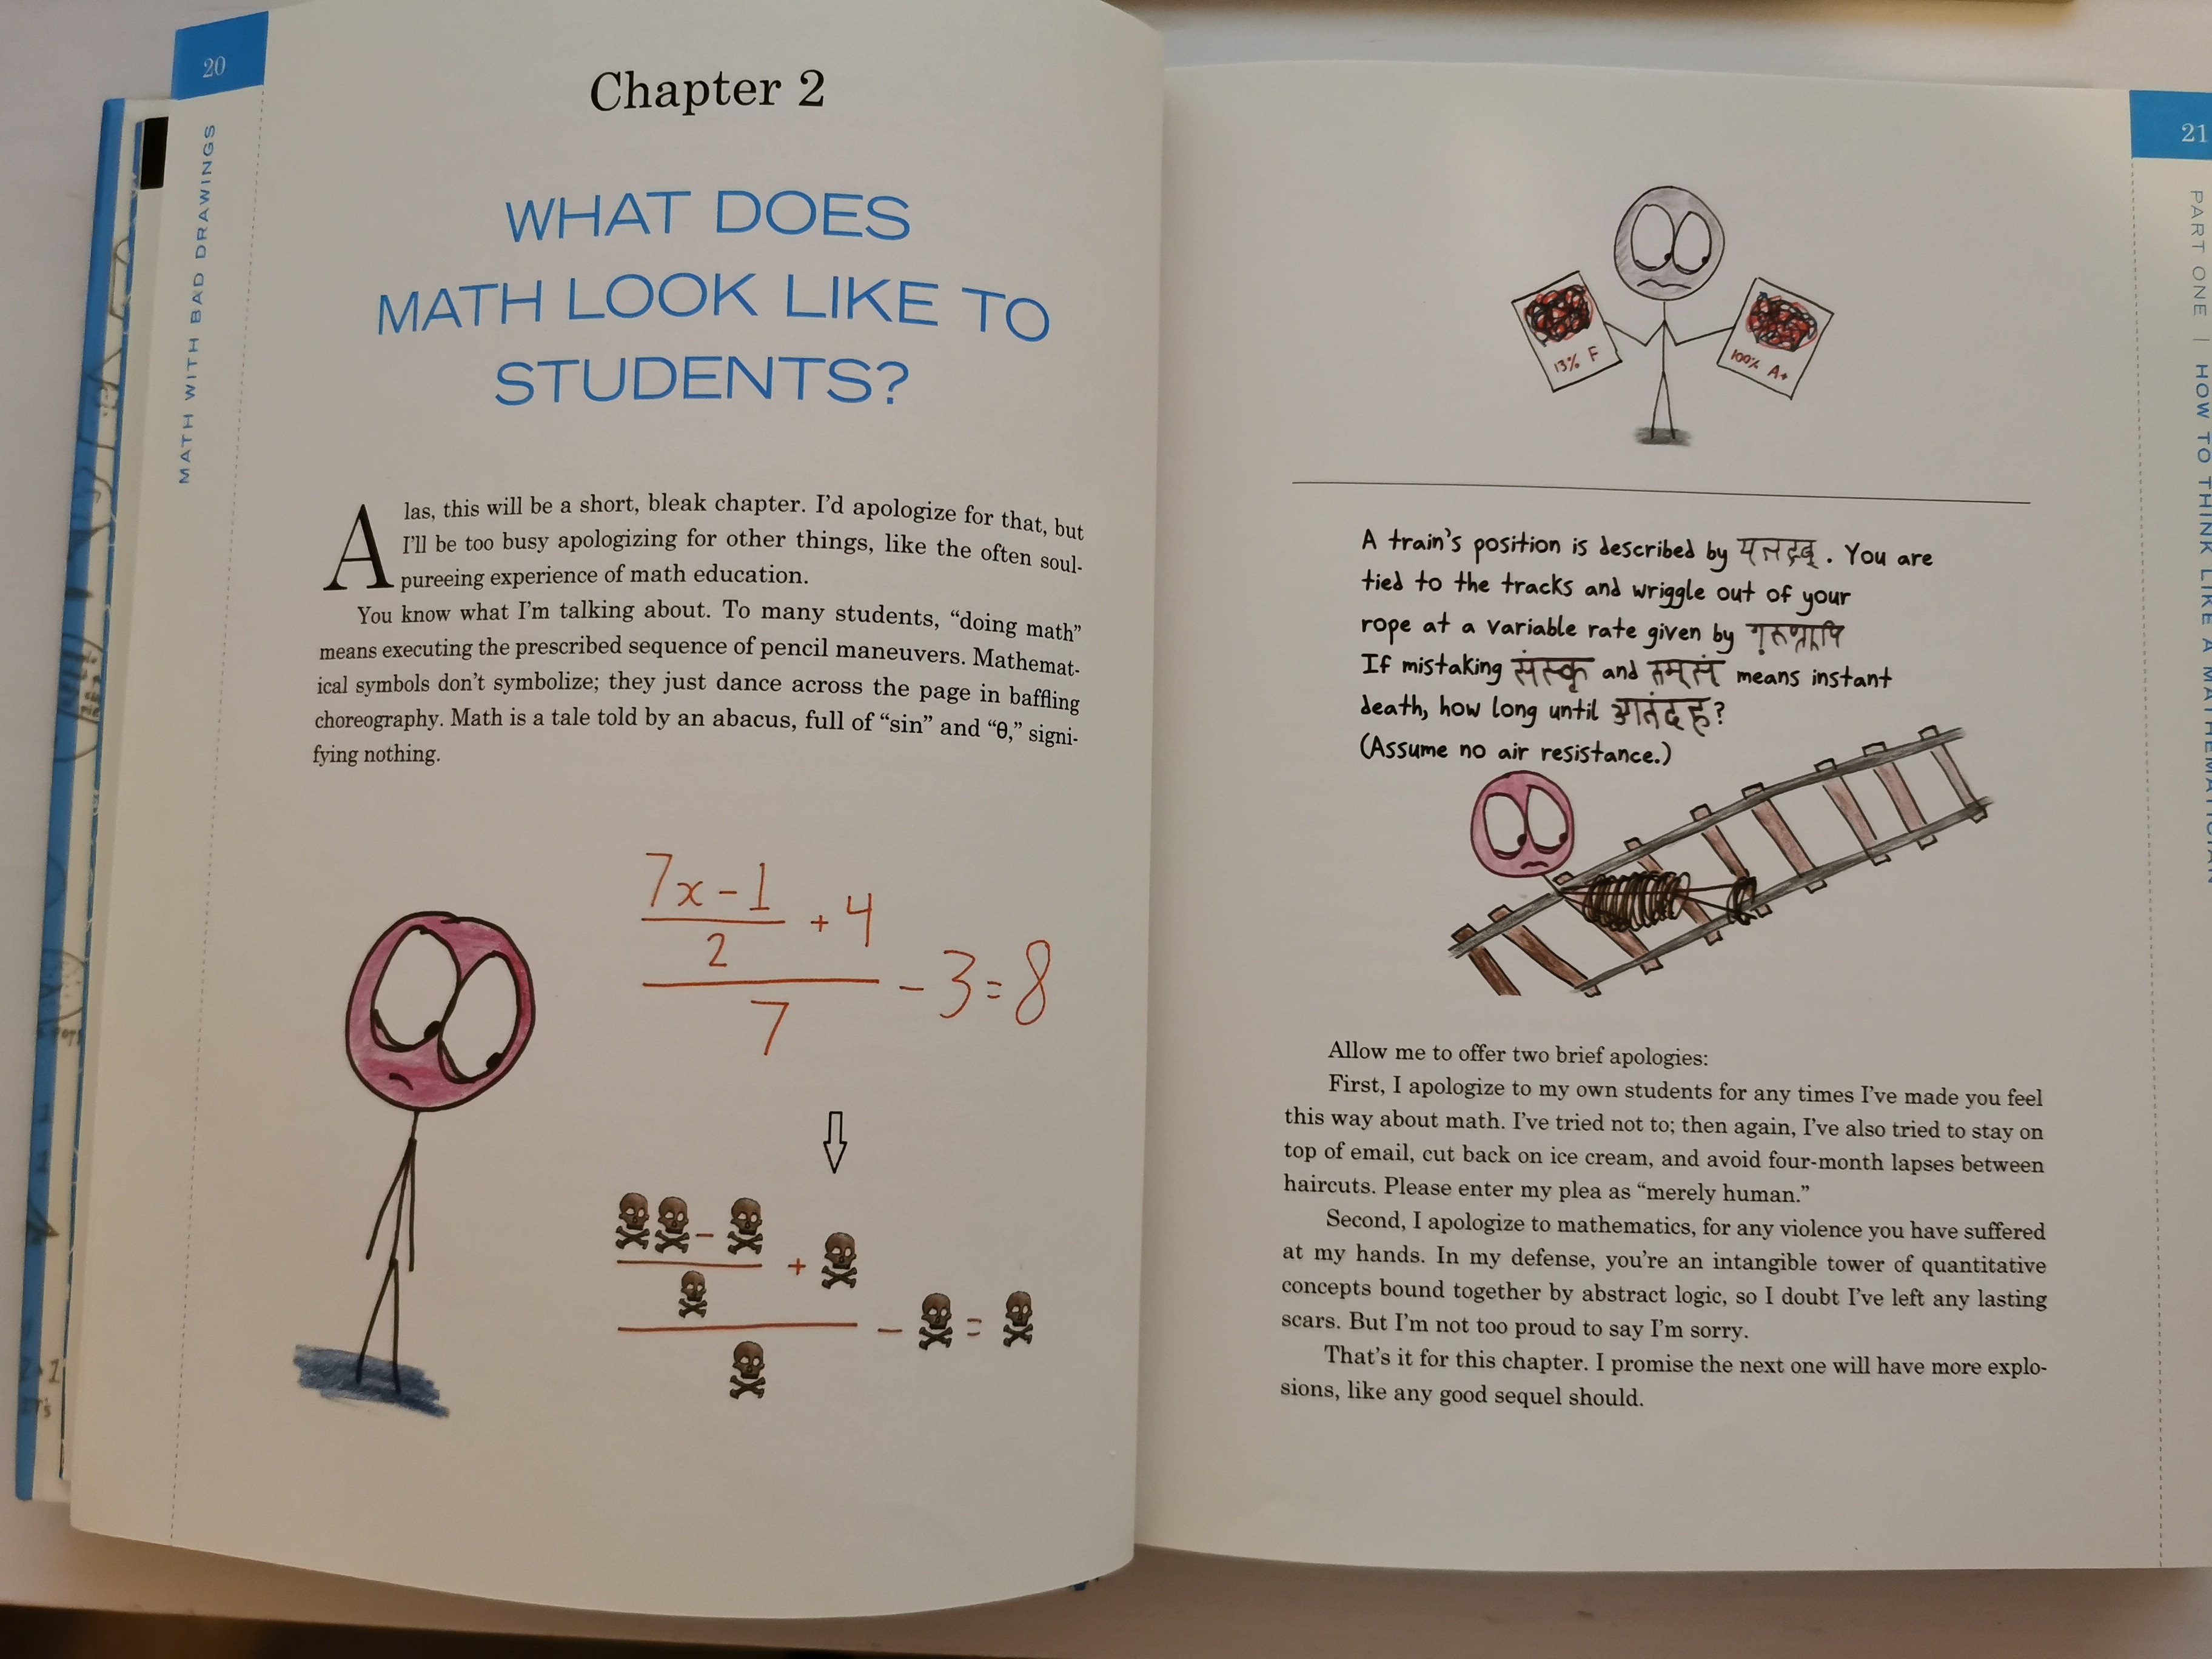 20
MATH WITH BAD DRAWINGS
Chapter 2
WHAT DOES
MATH LOOK LIKE TO
STUDENTS?
Alas, this will be a short, bleak chapter. I’d apologize for that, but
I’ll be too busy apologizing for other things, like the often soul-
pureeing experience of math education.
You know what I’m talking about. To many students, “doing math”
means executing the prescribed sequence of pencil maneuvers. Mathemat-
ical symbols don’t symbolize; they just dance across the page in baffling
choreography. Math is a tale told by an abacus, full of “sin” and “θ,” signi-
fying nothing.
7x-1
2
+ 4
7
- 3 = 8
- +
- =
21
PART ONE | HOW TO THINK LIKE A MATHEMATICIAN
13% F
100% A+
A train's position is described by . You are
tied to the tracks and wriggle out of your
rope at a variable rate given by
If mistaking संस्कृ and तमसं means instant
death, how long until ?
(Assume no air resistance.)
Allow me to offer two brief apologies:
First, I apologize to my own students for any times I’ve made you feel
this way about math. I’ve tried not to; then again, I’ve also tried to stay on
top of email, cut back on ice cream, and avoid four-month lapses between
haircuts. Please enter my plea as “merely human.”
Second, I apologize to mathematics, for any violence you have suffered
at my hands. In my defense, you’re an intangible tower of quantitative
concepts bound together by abstract logic, so I doubt I’ve left any lasting
scars. But I’m not too proud to say I’m sorry.
That’s it for this chapter. I promise the next one will have more explo-
sions, like any good sequel should.